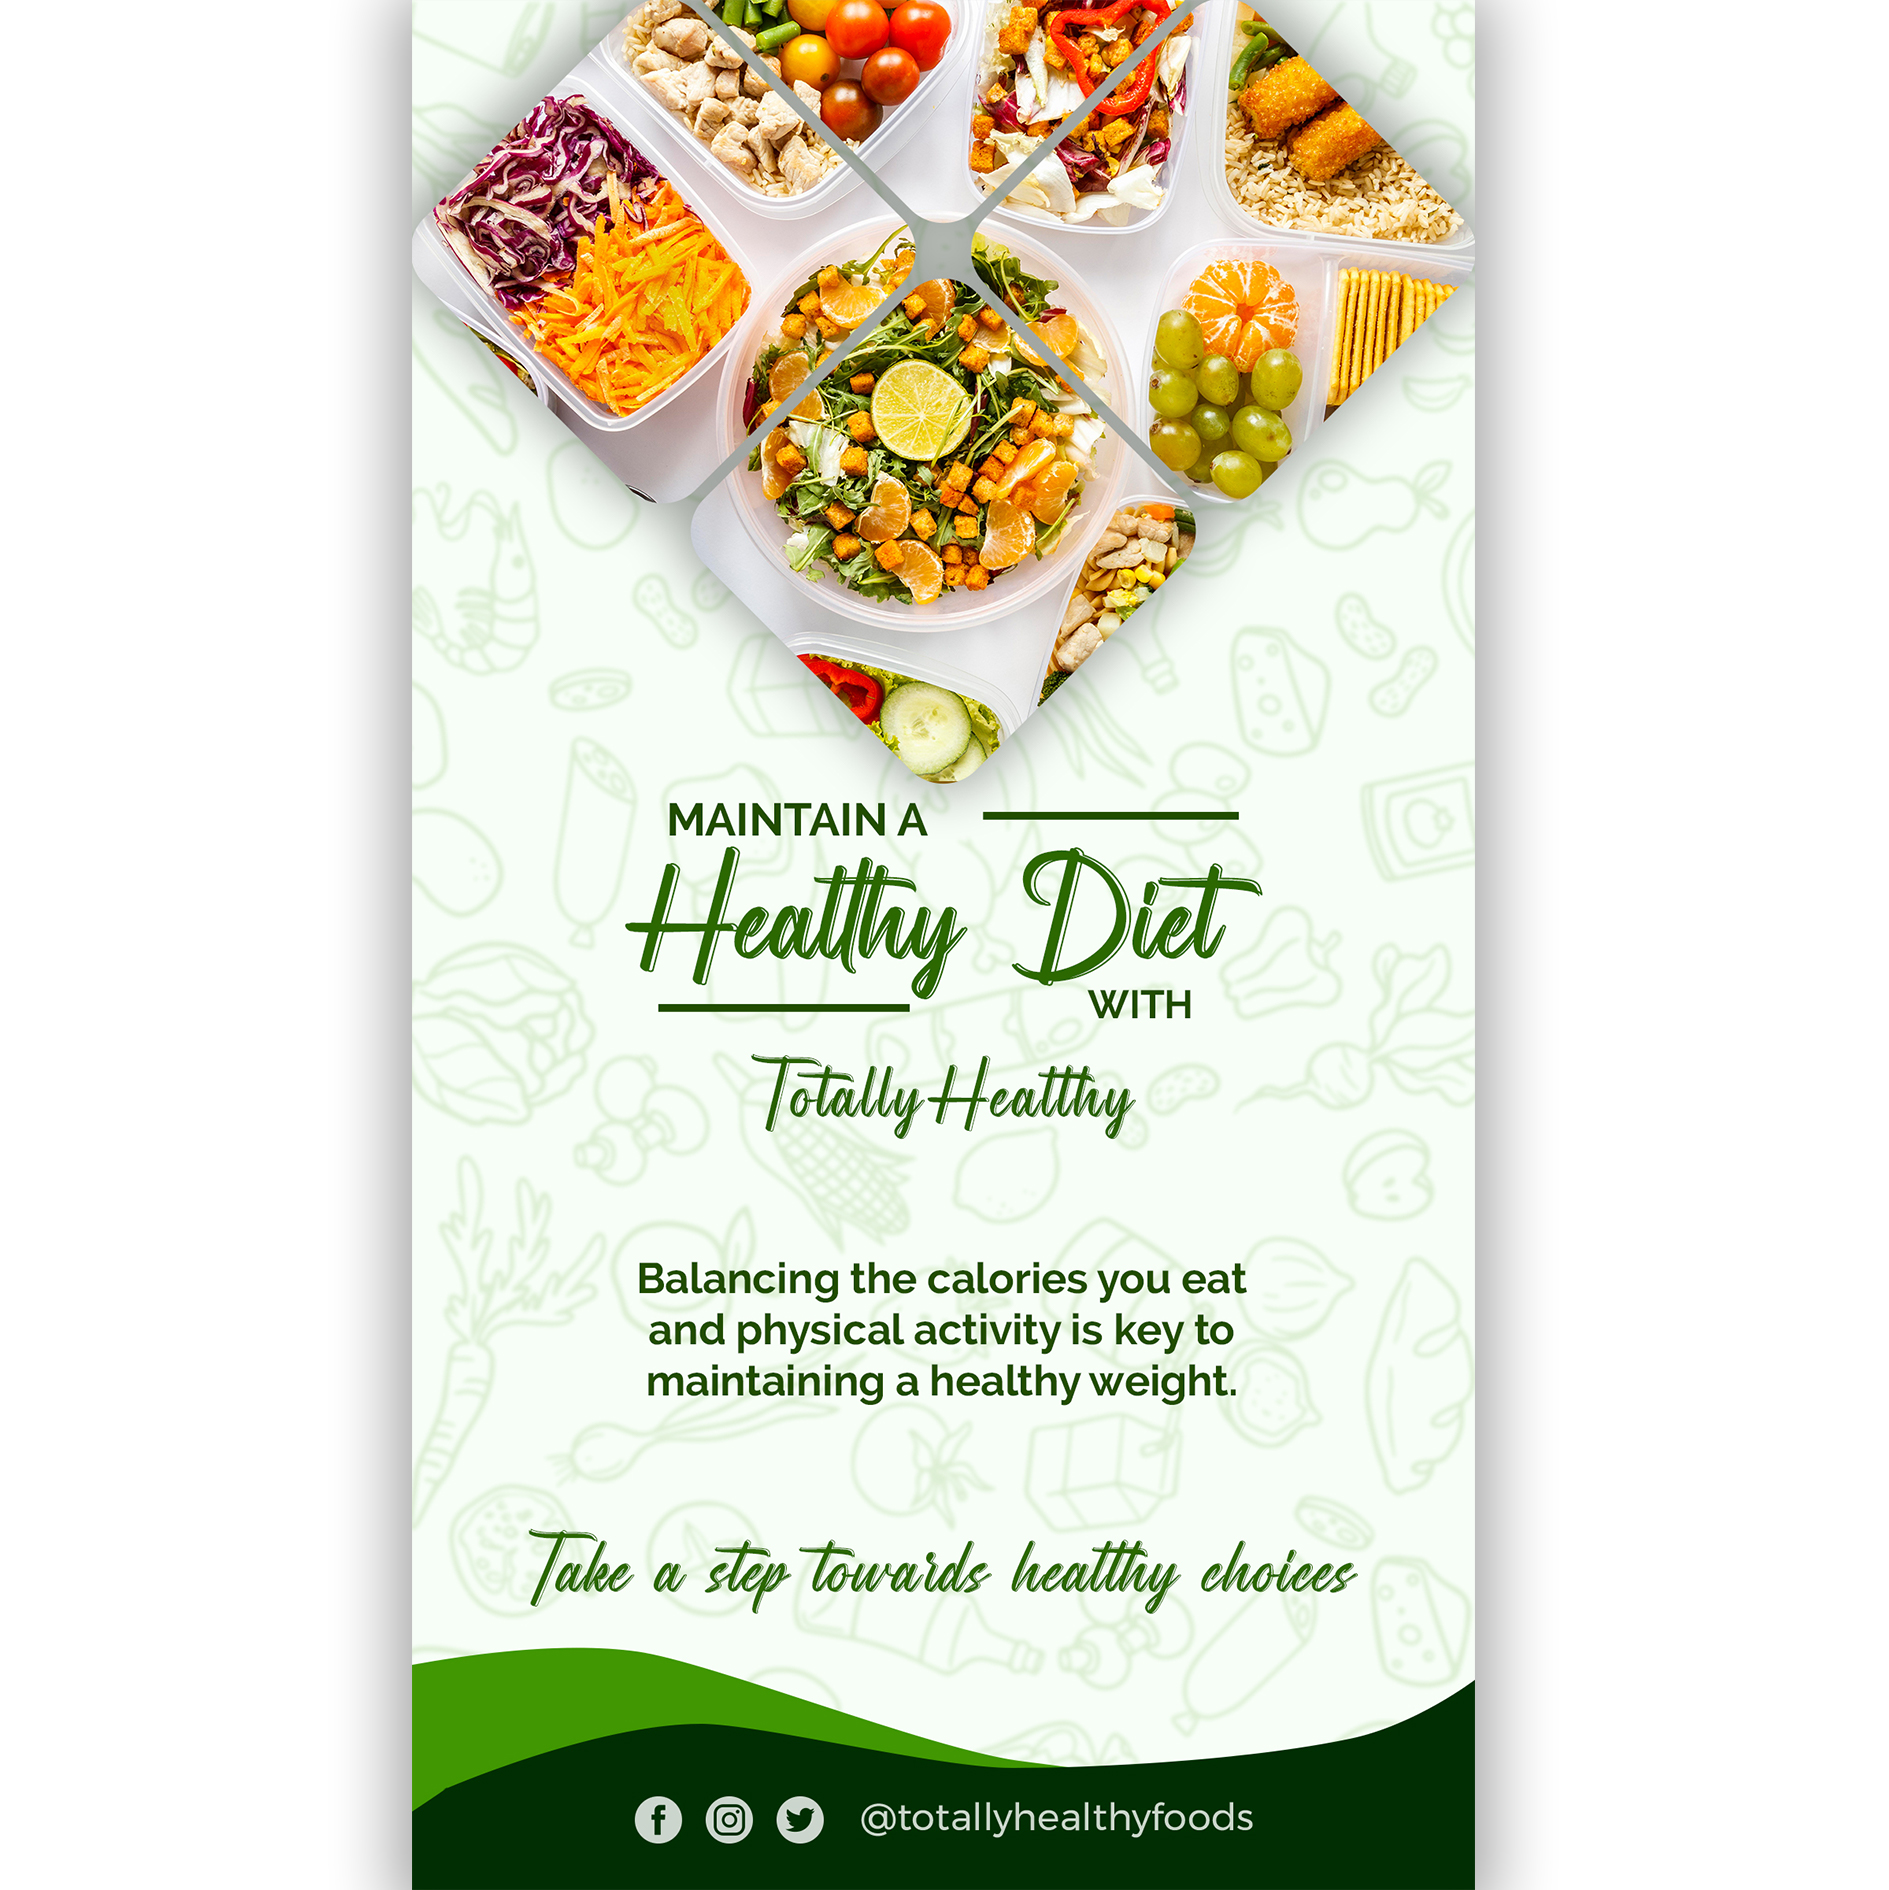 MAINTAIN A
Healthy Diet
WITH
Totally Healthy
Balancing the calories you eat
and physical activity is key to
maintaining a healthy weight.
Take a step towards healthy choices
@totallyhealthyfoods